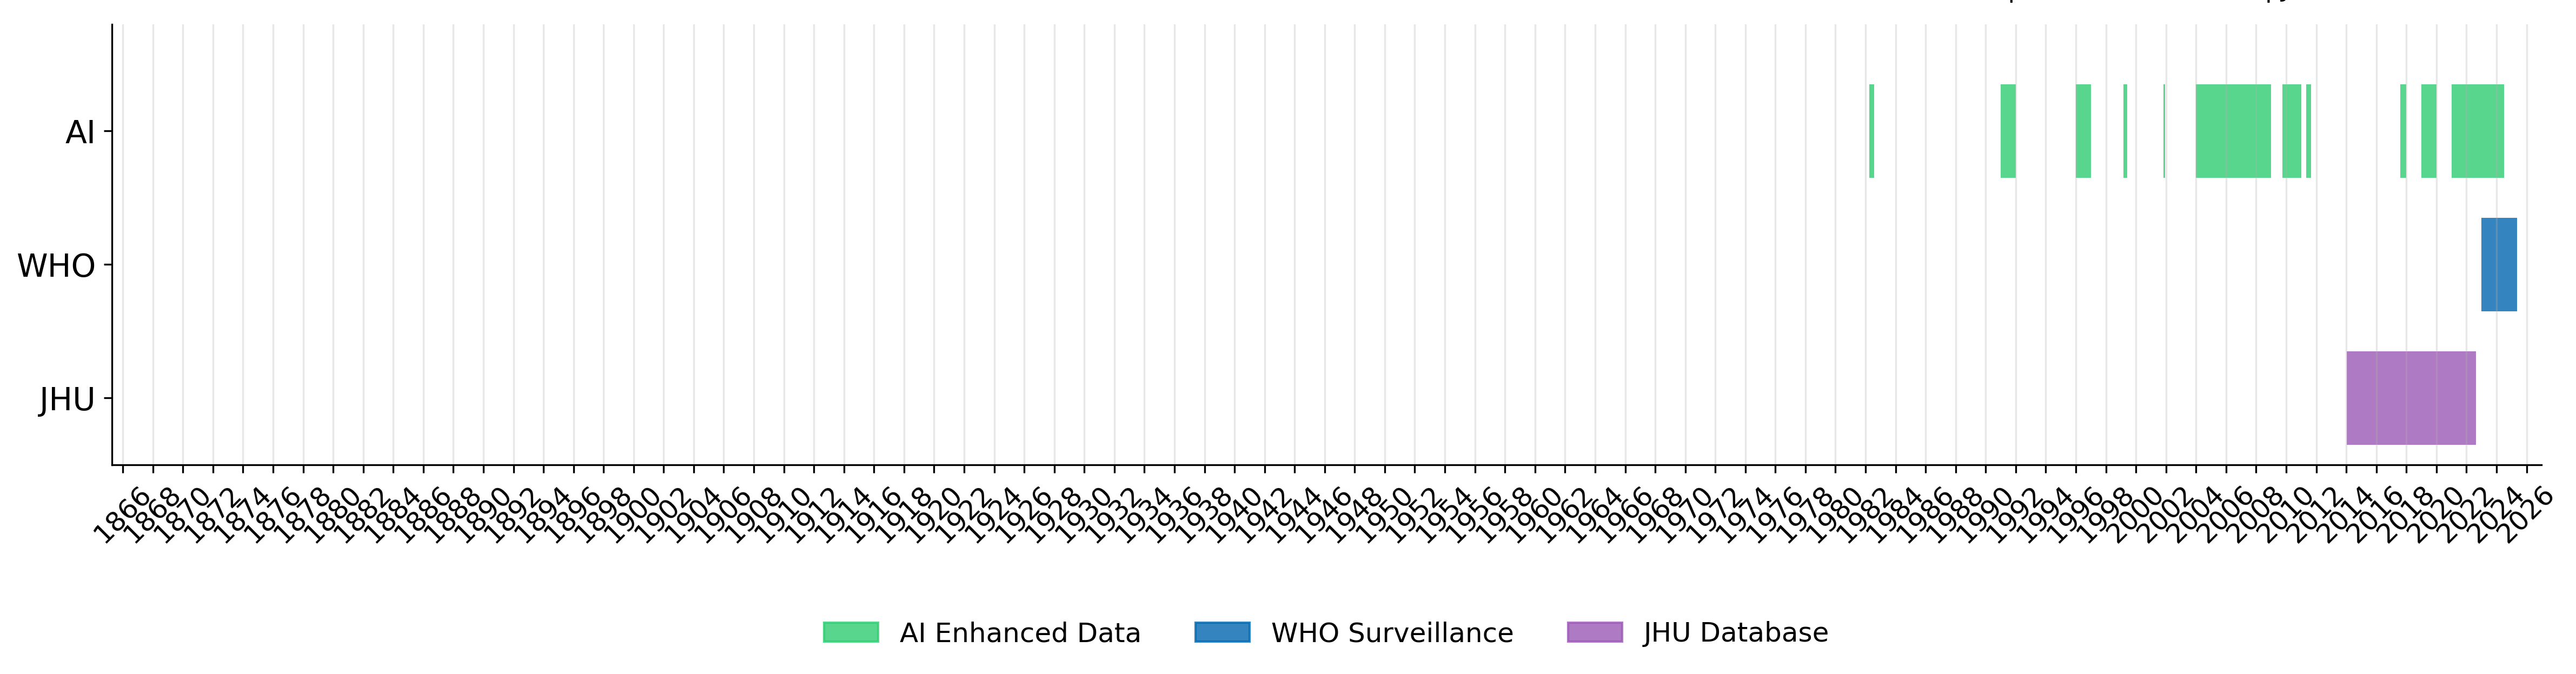 AI
WHO
JHU
1866 1868 1870 1872 1874 1876 1878 1880 1882 1884 1886 1888 1890 1892 1894 1896 1898 1900 1902 1904 1906 1908 1910 1912 1914 1916 1918 1920 1922 1924 1926 1928 1930 1932 1934 1936 1938 1940 1942 1944 1946 1948 1950 1952 1954 1956 1958 1960 1962 1964 1966 1968 1970 1972 1974 1976 1978 1980 1982 1984 1986 1988 1990 1992 1994 1996 1998 2000 2002 2004 2006 2008 2010 2012 2014 2016 2018 2020 2022 2024 2026
AI Enhanced Data WHO Surveillance JHU Database